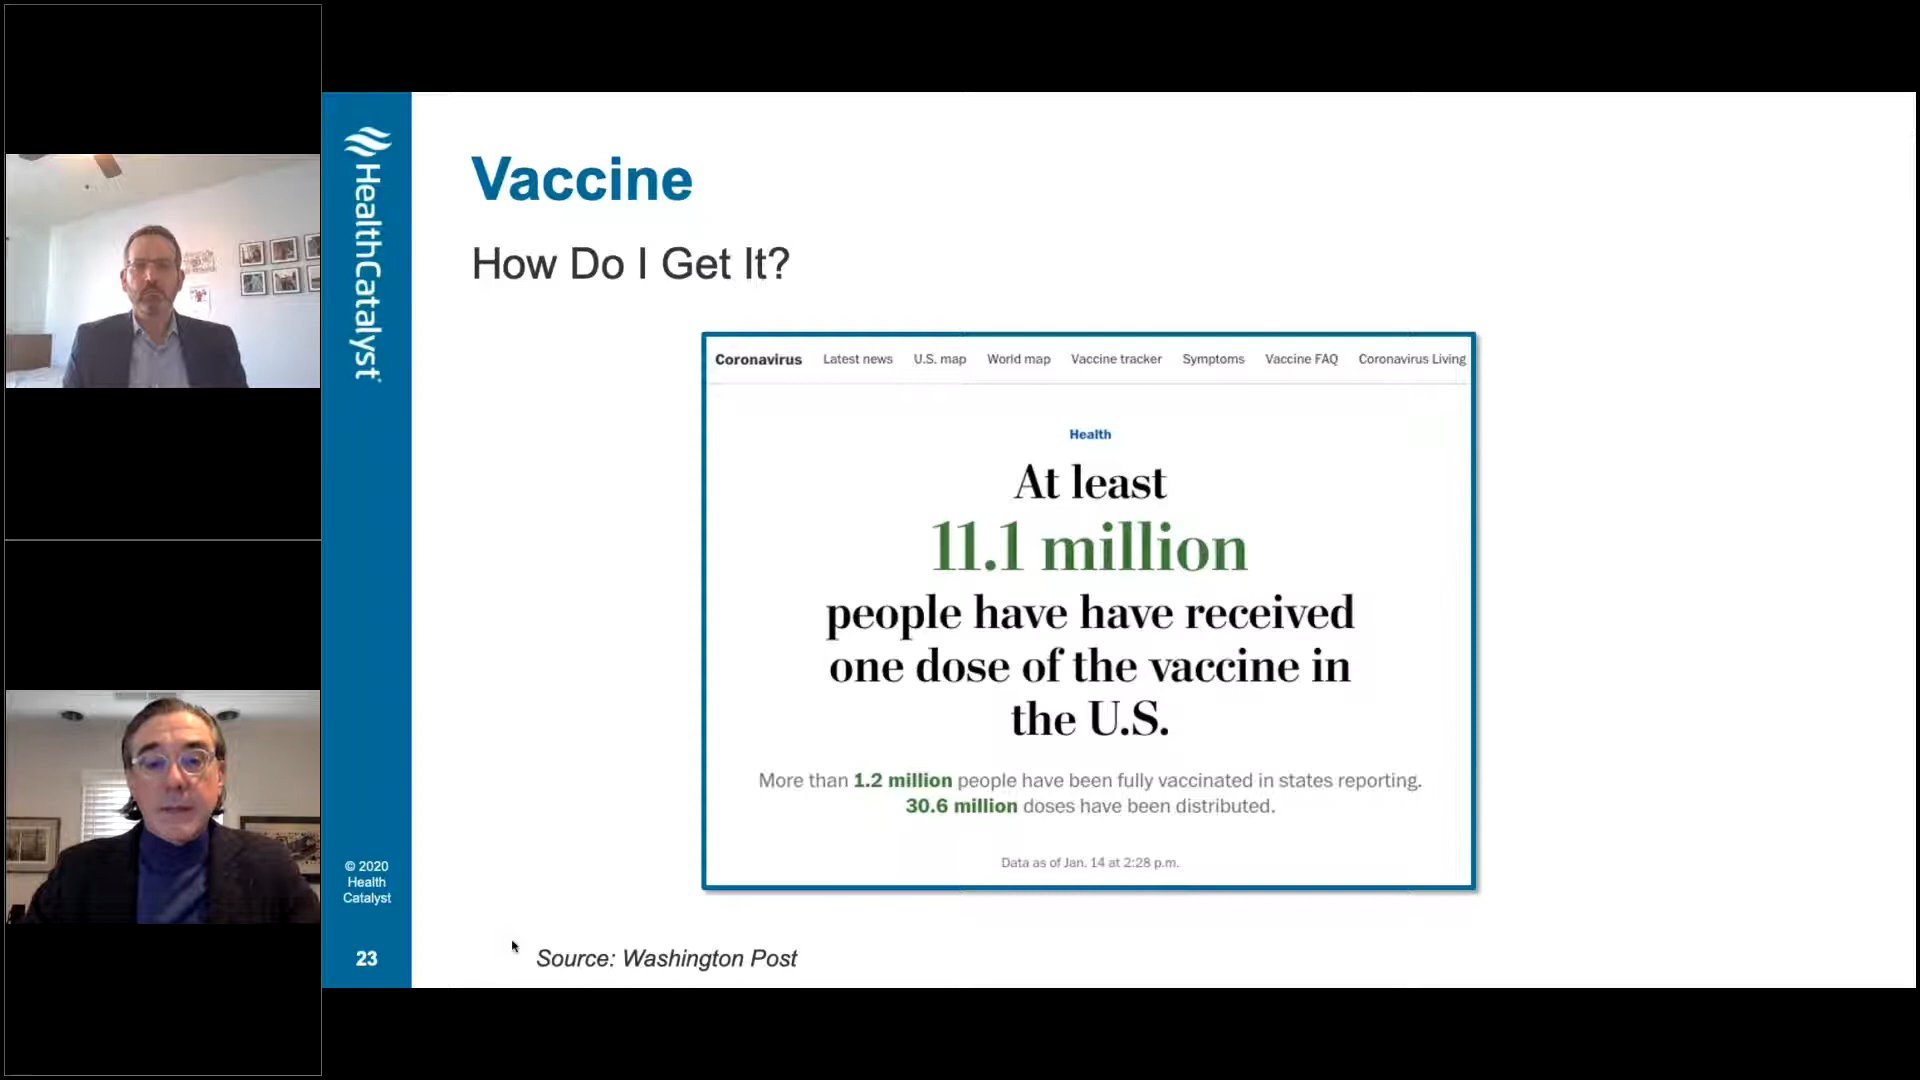 HealthCatalyst
© 2020
Health
Catalyst
23
Vaccine
How Do I Get It?
Coronavirus Latest news U.S. map World map Vaccine tracker Symptoms Vaccine FAQ Coronavirus Living
Health
At least
11.1 million
people have have received
one dose of the vaccine in
the U.S.
More than 1.2 million people have been fully vaccinated in states reporting.
30.6 million doses have been distributed.
Data as of Jan. 14 at 2:28 p.m.
Source: Washington Post